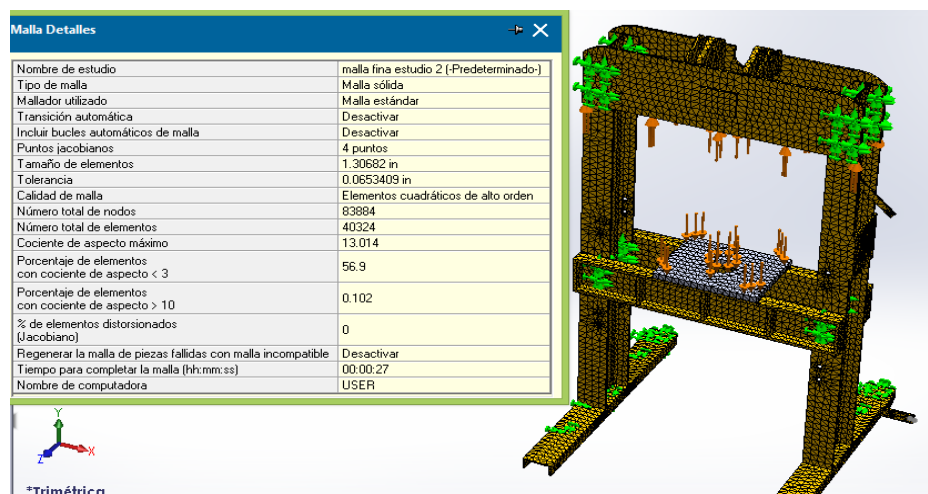 Malla Detalles
Nombre de estudio malla fina estudio 2 (-Predeterminado-)
Tipo de malla Malla sólida
Mallador utilizado Malla estándar
Transición automática Desactivar
Incluir bucles automáticos de malla Desactivar
Puntos jacobianos 4 puntos
Tamaño de elementos 1.30682 in
Tolerancia 0.0653409 in
Calidad de malla Elementos cuadráticos de alto orden
Número total de nodos 83884
Número total de elementos 40324
Cociente de aspecto máximo 13.014
Porcentaje de elementos
con cociente de aspecto < 3 56.9
Porcentaje de elementos
con cociente de aspecto > 10 0.102
% de elementos distorsionados
(Jacobiano) 0
Regenerar la malla de piezas fallidas con malla incompatible Desactivar
Tiempo para completar la malla (hh:mm:ss) 00:00:27
Nombre de computadora USER
Y
X
Z
*Trimétrica